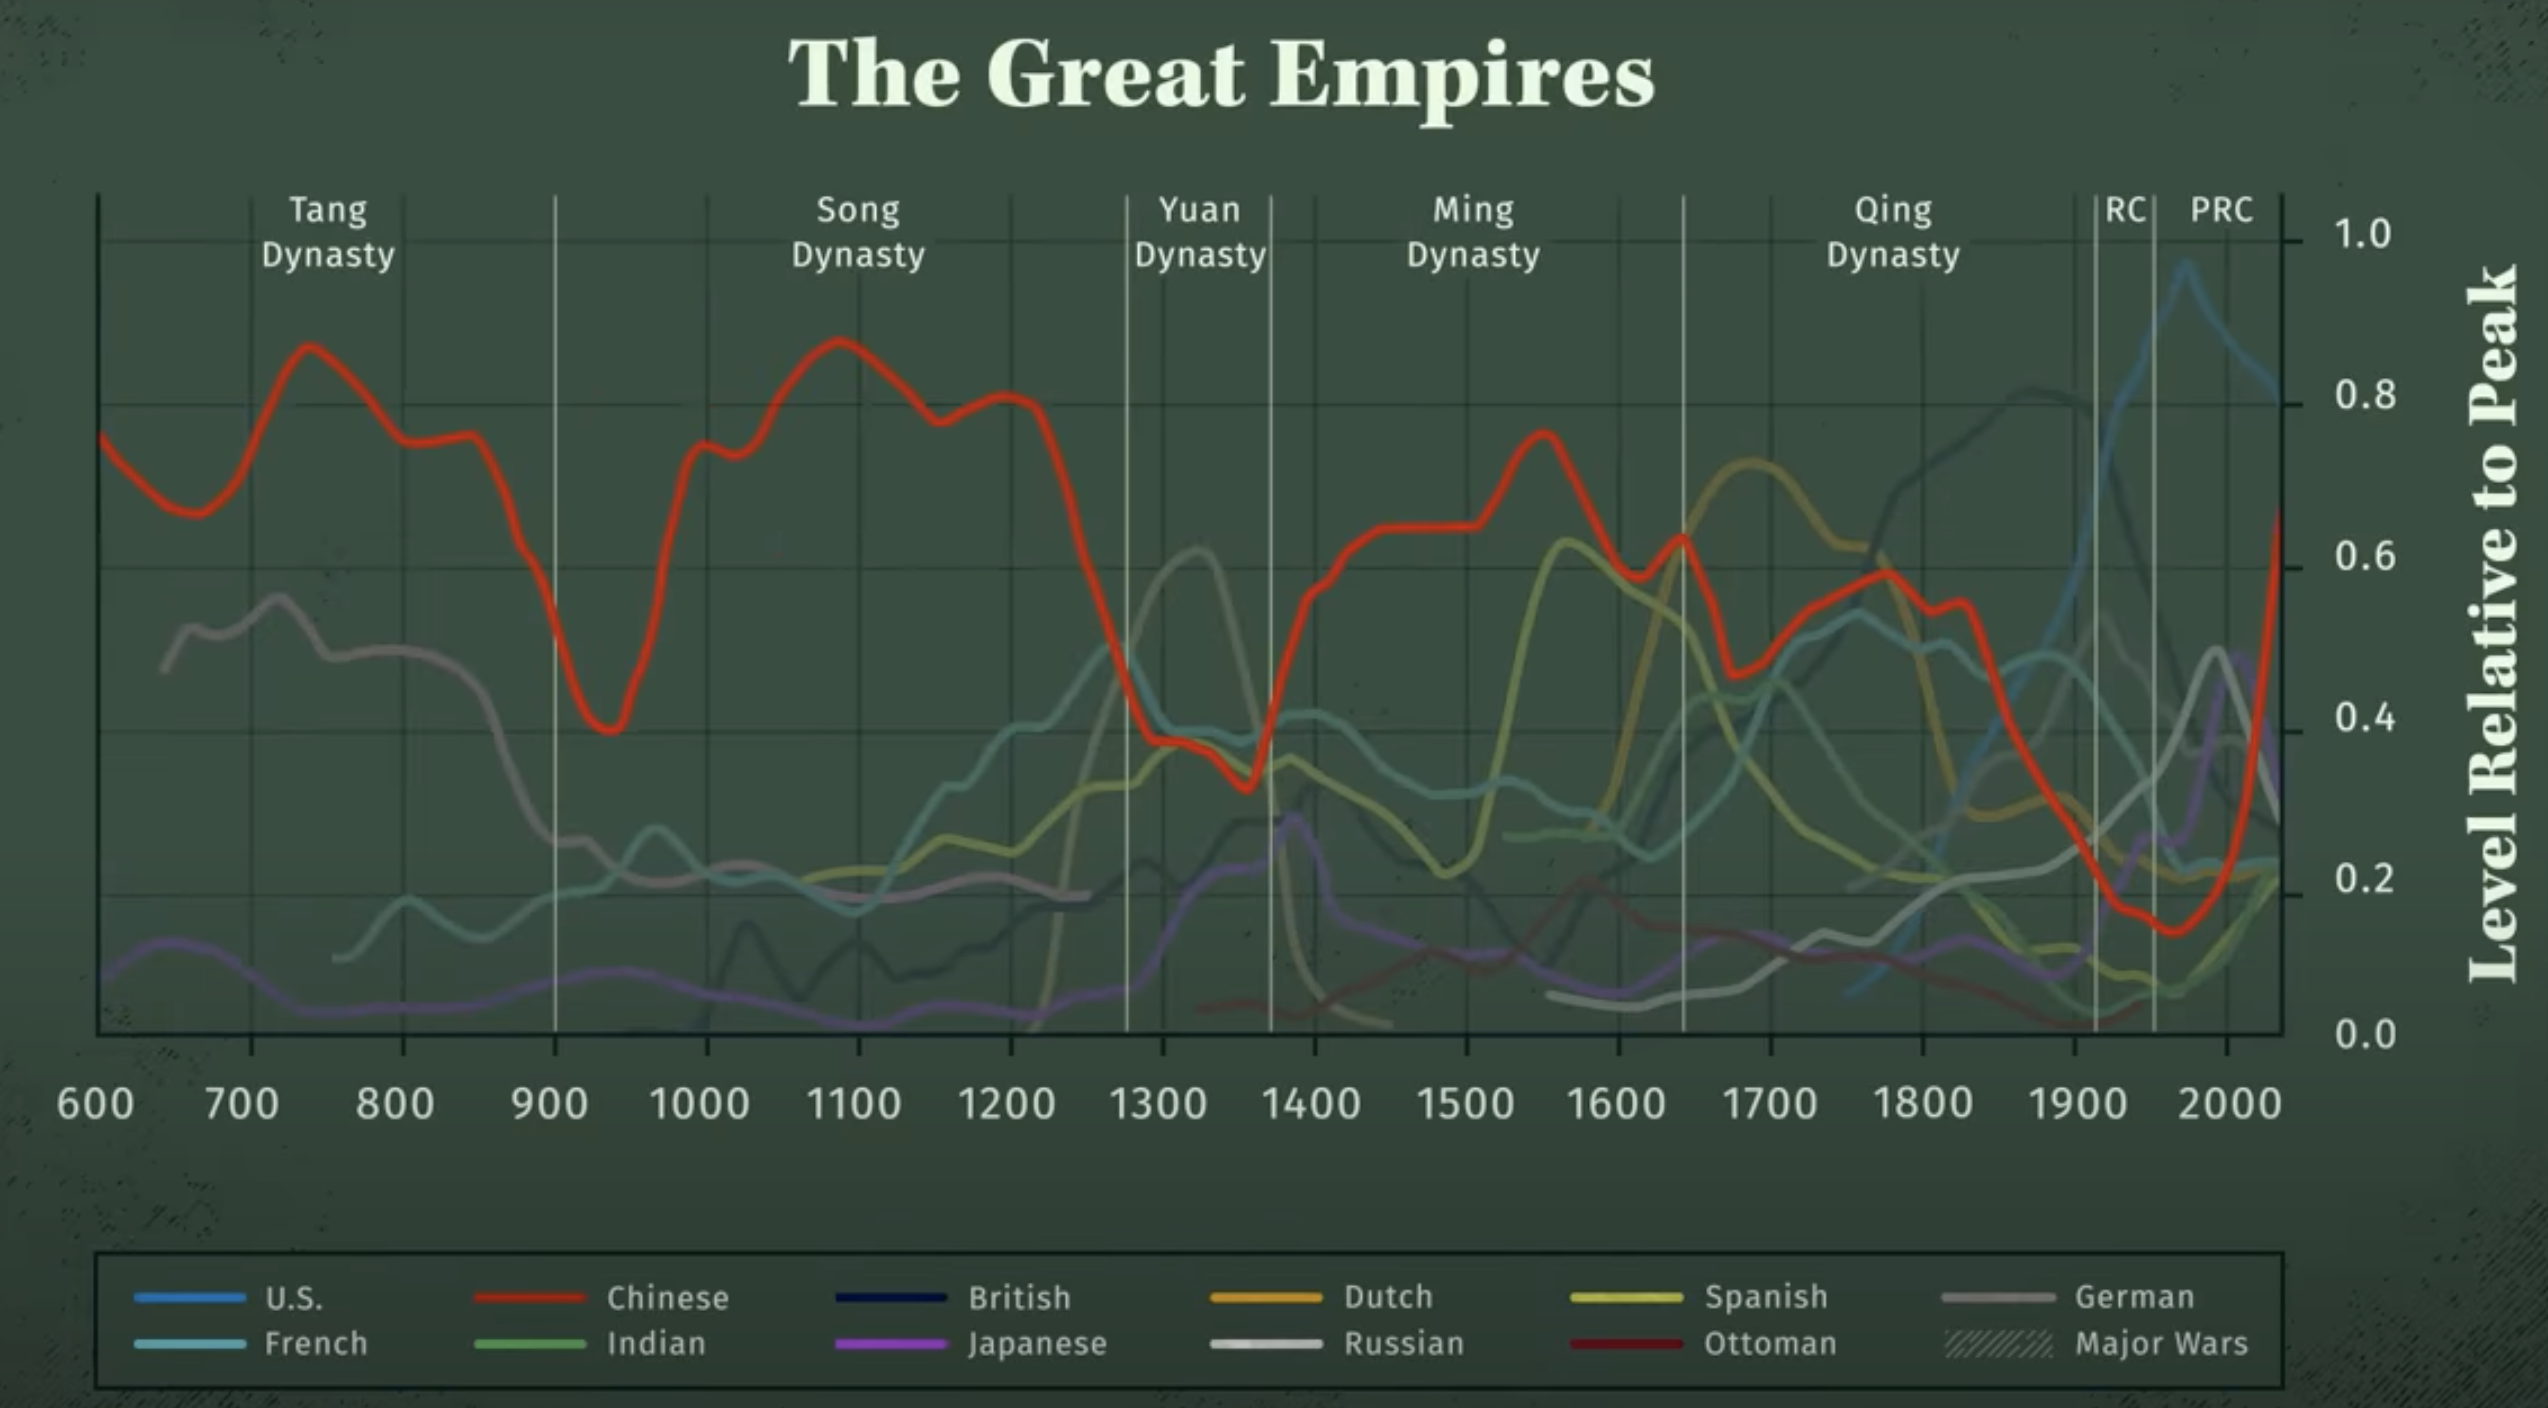 The Great Empires
Tang
Dynasty
Song
Dynasty
Yuan
Dynasty
Ming
Dynasty
Qing
Dynasty
RC
PRC
1.0
0.8
0.6
0.4
0.2
0.0
Level Relative to Peak
600 700 800 900 1000 1100 1200 1300 1400 1500 1600 1700 1800 1900 2000
U.S. Chinese British Dutch Spanish German
French Indian Japanese Russian Ottoman Major Wars